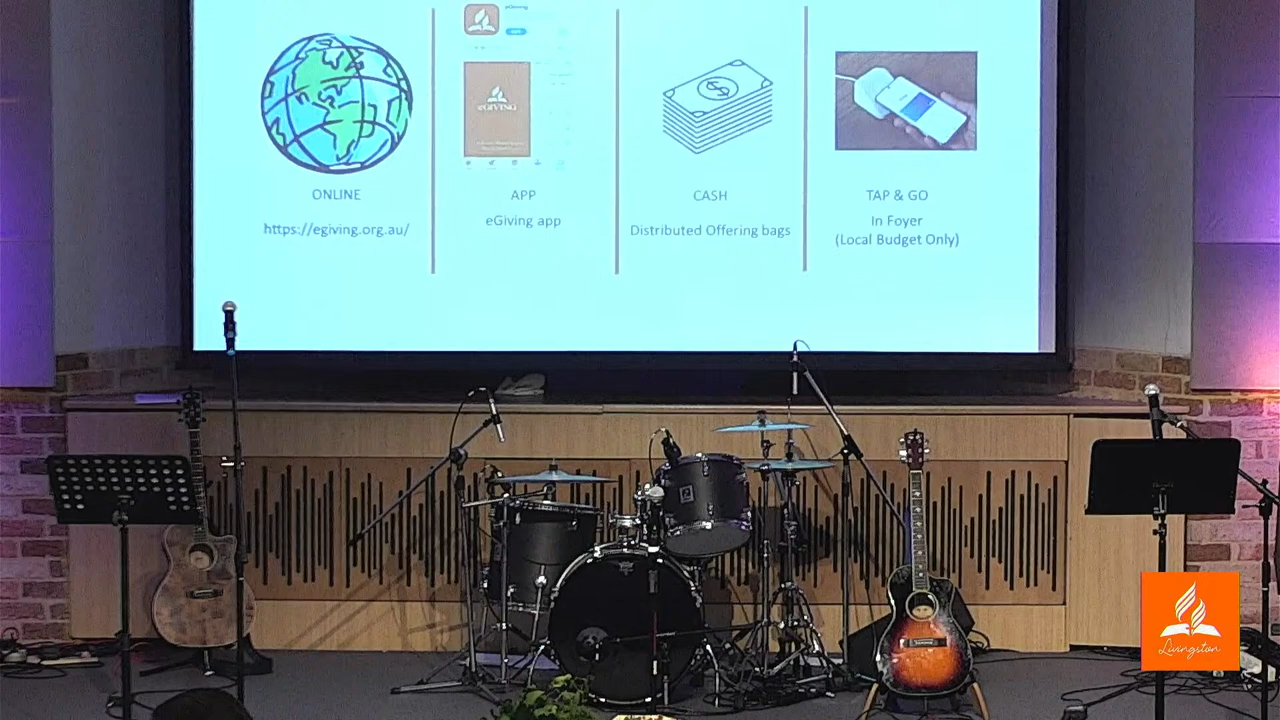 eGIVING
ONLINE
https://egiving.org.au/
APP
eGiving app
CASH
Distributed Offering bags
TAP & GO
In Foyer
(Local Budget Only)
Livingston